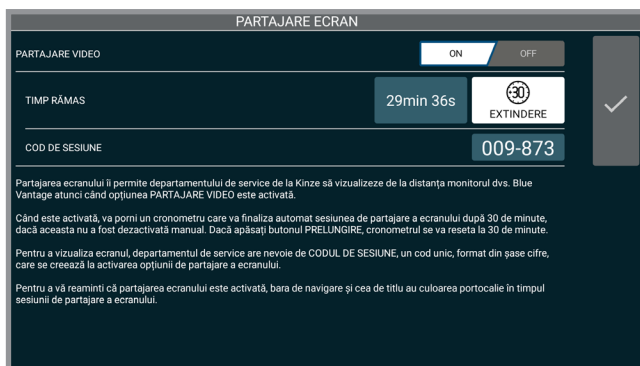 PARTAJARE ECRAN
PARTAJARE VIDEO
ON
OFF
TIMP RĂMAS
29min 36s
30
EXTINDERE
COD DE SESIUNE
009-873
Partajarea ecranului îi permite departamentului de service de la Kinze să vizualizeze de la distanța monitorul dvs. Blue
Vantage atunci când opțiunea PARTAJARE VIDEO este activată.
Când este activată, va porni un cronometru care va finaliza automat sesiunea de partajare a ecranului după 30 de minute,
dacă aceasta nu a fost dezactivată manual. Dacă apăsați butonul PRELUNGIRE, cronometrul se va reseta la 30 de minute.
Pentru a vizualiza ecranul, departamentul de service are nevoie de CODUL DE SESIUNE, un cod unic, format din șase cifre,
care se creează la activarea opțiunii de partajare a ecranului.
Pentru a vă reaminti că partajarea ecranului este activată, bara de navigare și cea de titlu au culoarea portocalie în timpul
sesiunii de partajare a ecranului.